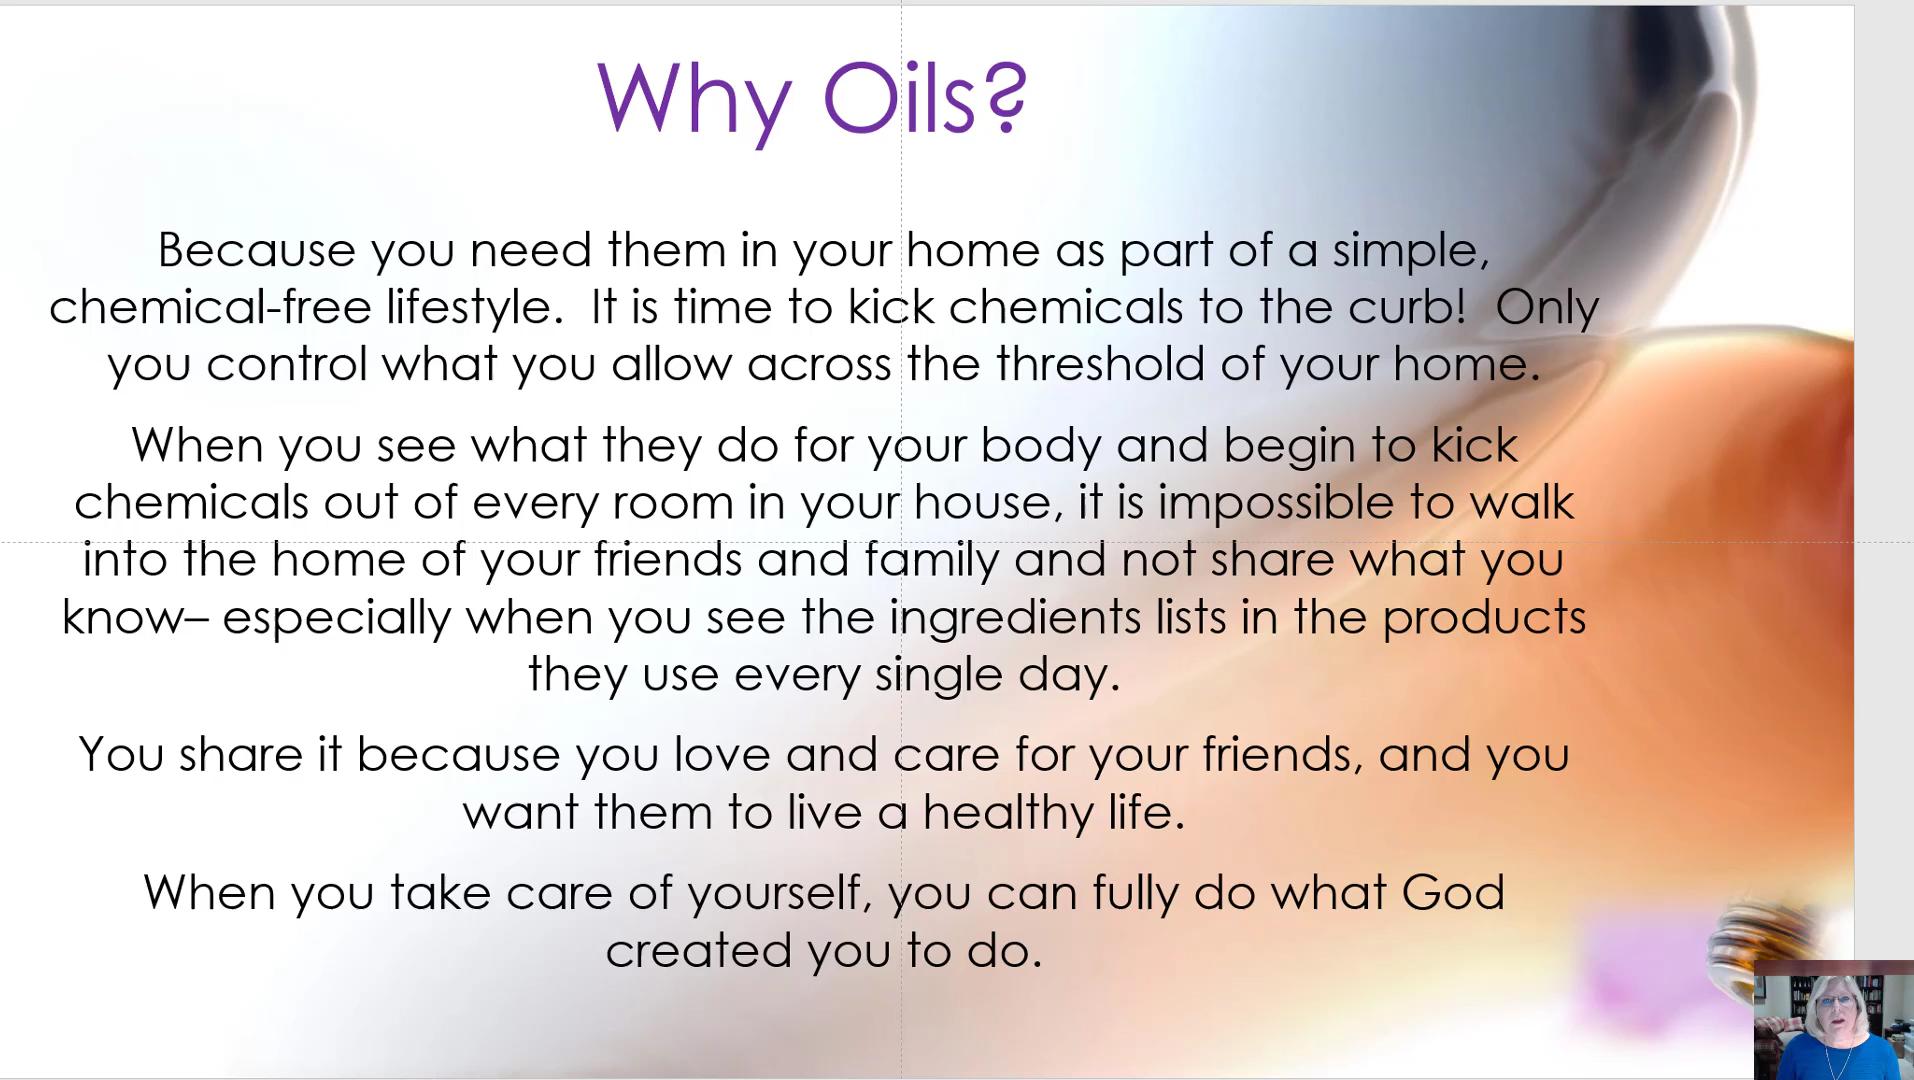 Why Oils?
Because you need them in your home as part of a simple,
chemical-free lifestyle.  It is time to kick chemicals to the curb!  Only
you control what you allow across the threshold of your home.
When you see what they do for your body and begin to kick
chemicals out of every room in your house, it is impossible to walk
into the home of your friends and family and not share what you
know– especially when you see the ingredients lists in the products
they use every single day.
You share it because you love and care for your friends, and you
want them to live a healthy life.
When you take care of yourself, you can fully do what God
created you to do.